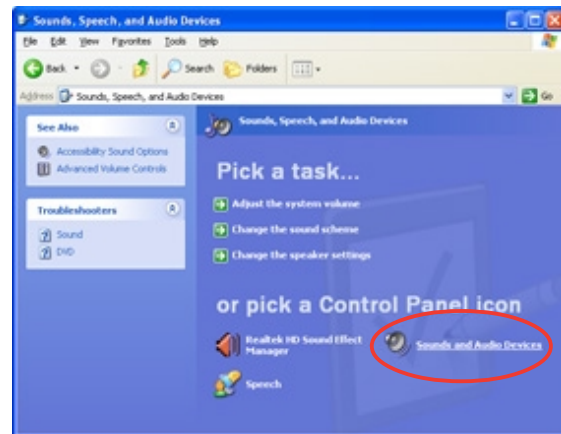 Sounds, Speech, and Audio Devices
File Edit View Favorites Tools Help
Back Search Folders
Address Sounds, Speech, and Audio Devices Go
See Also
Accessibility Sound Options
Advanced Volume Controls
Troubleshooters
Sound
DVD
Sounds, Speech, and Audio Devices
Pick a task...
Adjust the system volume
Change the sound scheme
Change the speaker settings
or pick a Control Panel icon
Realtek HD Sound Effect
Manager
Sounds and Audio Devices
Speech